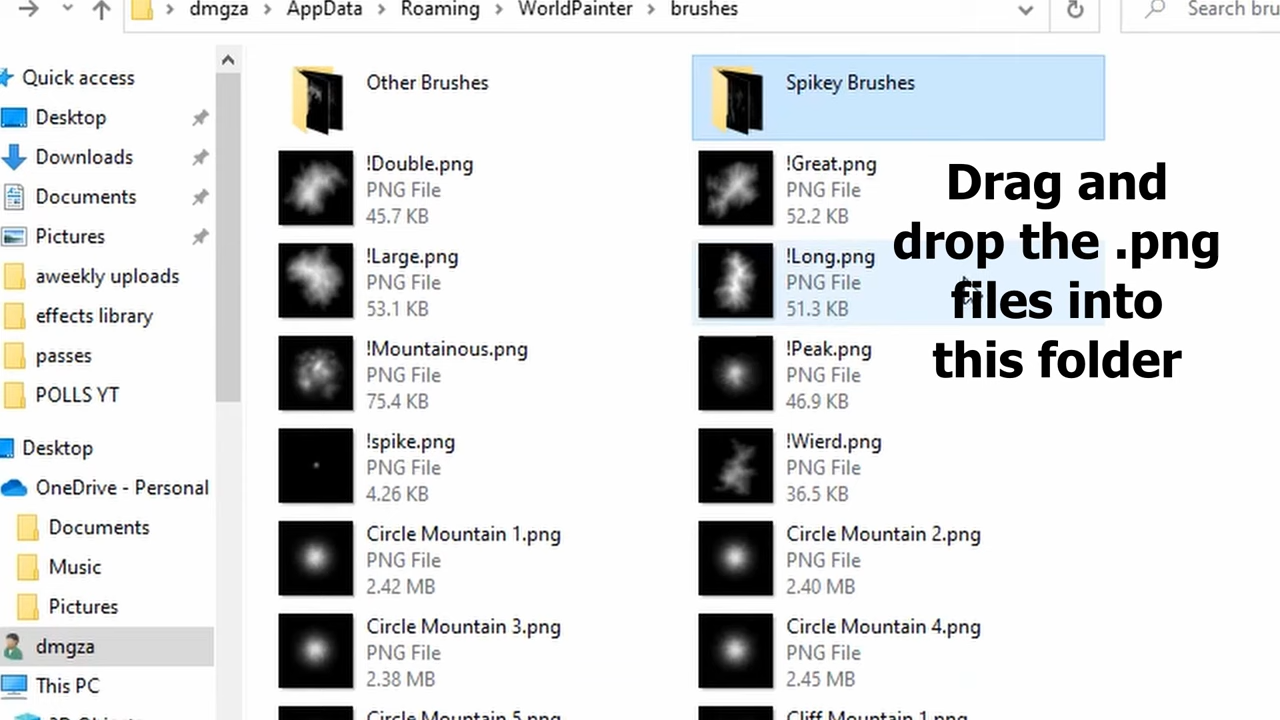 dmgza
AppData
Roaming
WorldPainter
brushes
Search bru
Quick access
Desktop
Downloads
Documents
Pictures
aweekly uploads
effects library
passes
POLLS YT
Desktop
OneDrive - Personal
Documents
Music
Pictures
dmgza
This PC
Other Brushes
Spikey Brushes
!Double.png
PNG File
45.7 KB
!Great.png
PNG File
52.2 KB
!Large.png
PNG File
53.1 KB
!Long.png
PNG File
51.3 KB
!Mountainous.png
PNG File
75.4 KB
!Peak.png
PNG File
46.9 KB
!spike.png
PNG File
4.26 KB
!Wierd.png
PNG File
36.5 KB
Circle Mountain 1.png
PNG File
2.42 MB
Circle Mountain 2.png
PNG File
2.40 MB
Circle Mountain 3.png
PNG File
2.38 MB
Circle Mountain 4.png
PNG File
2.45 MB
Circle Mountain 5.png
Cliff Mountain 1.png
Drag and
drop the .png
files into
this folder